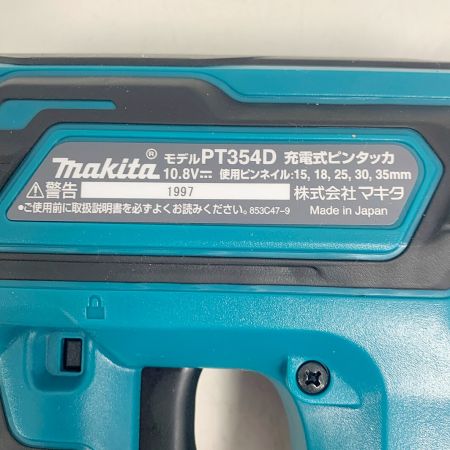 makita® モデルPT354D 充電式ピンタッカ
10.8V⎓ 使用ピンネイル:15, 18, 25, 30, 35mm
⚠警告 1997 株式会社 マキタ
●ご使用前に取扱説明書を必ずよくお読みください。853C47-9 Made in Japan